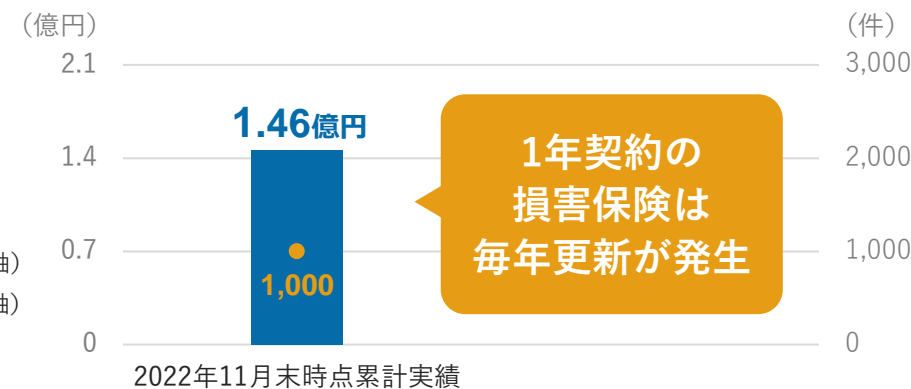 （億円）
（件）
2.1
3,000
1.46億円
1年契約の
損害保険は
毎年更新が発生
1.4
2,000
0.7
1,000
1,000
軸）
軸）
0
0
2022年11月末時点累計実績